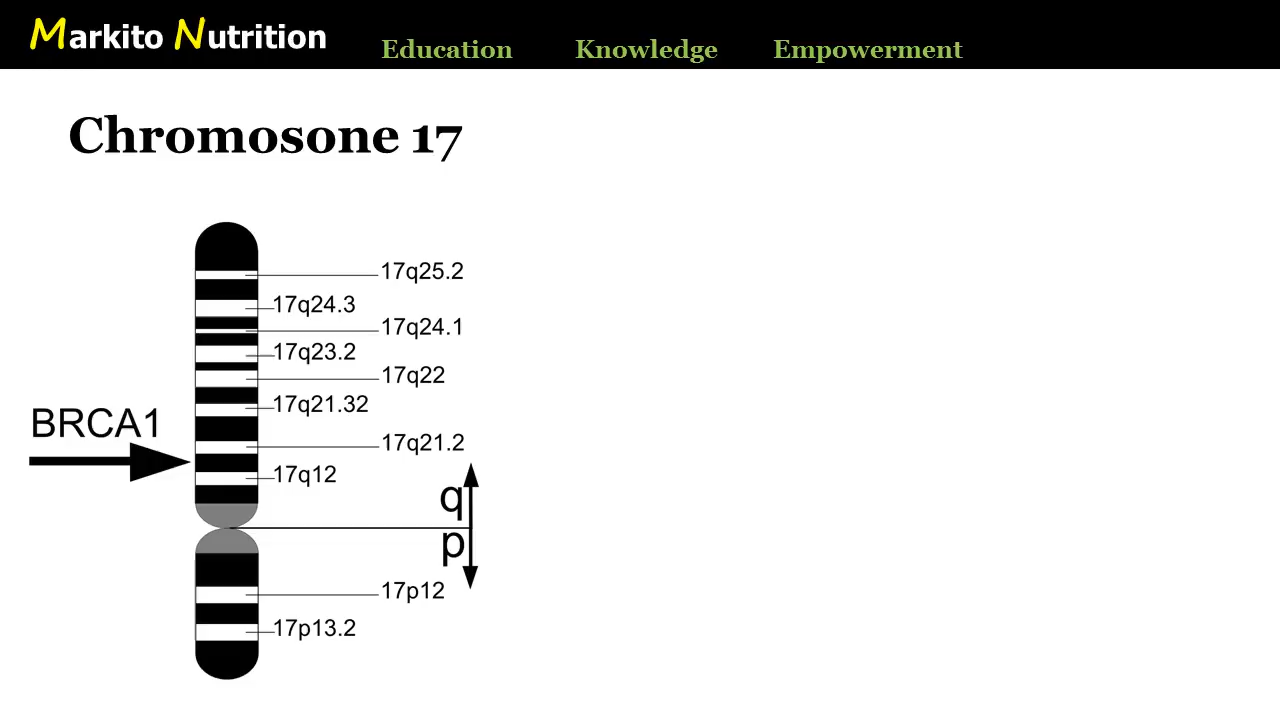 Markito Nutrition
Education Knowledge Empowerment
Chromosone 17
17q25.2
17q24.3
17q24.1
17q23.2
17q22
17q21.32
BRCA1
17q21.2
17q12
q
p
17p12
17p13.2